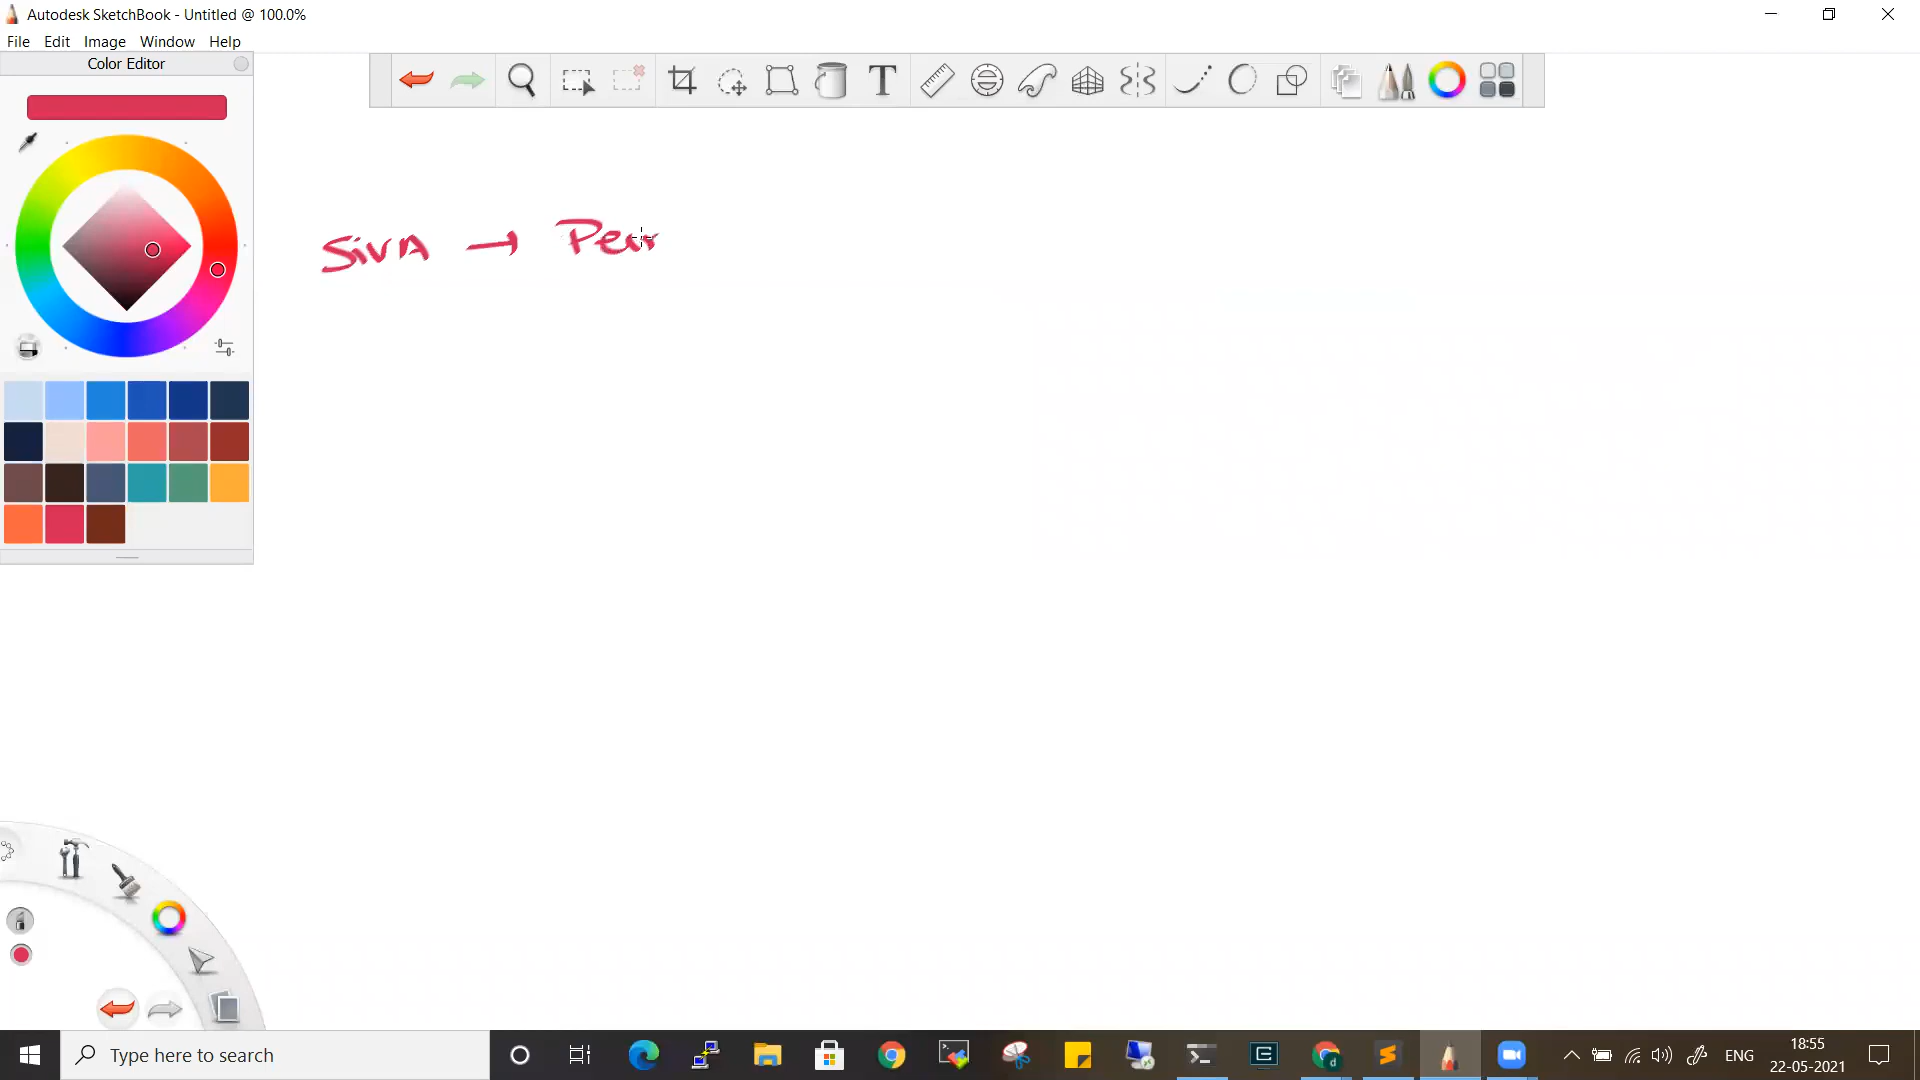 Autodesk SketchBook - Untitled @ 100.0%
File Edit Image Window Help
Color Editor
T
SivA → Per
Type here to search
ENG
18:55
22-05-2021